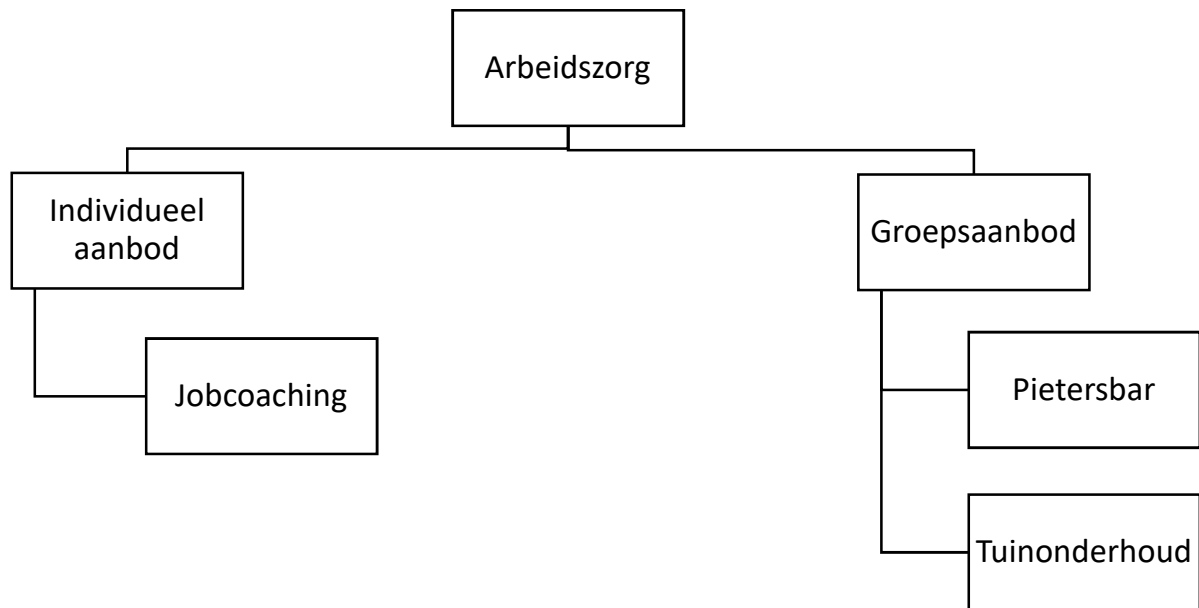 Arbeidszorg
Individueel
aanbod
Groepsaanbod
Jobcoaching
Pietersbar
Tuinonderhoud